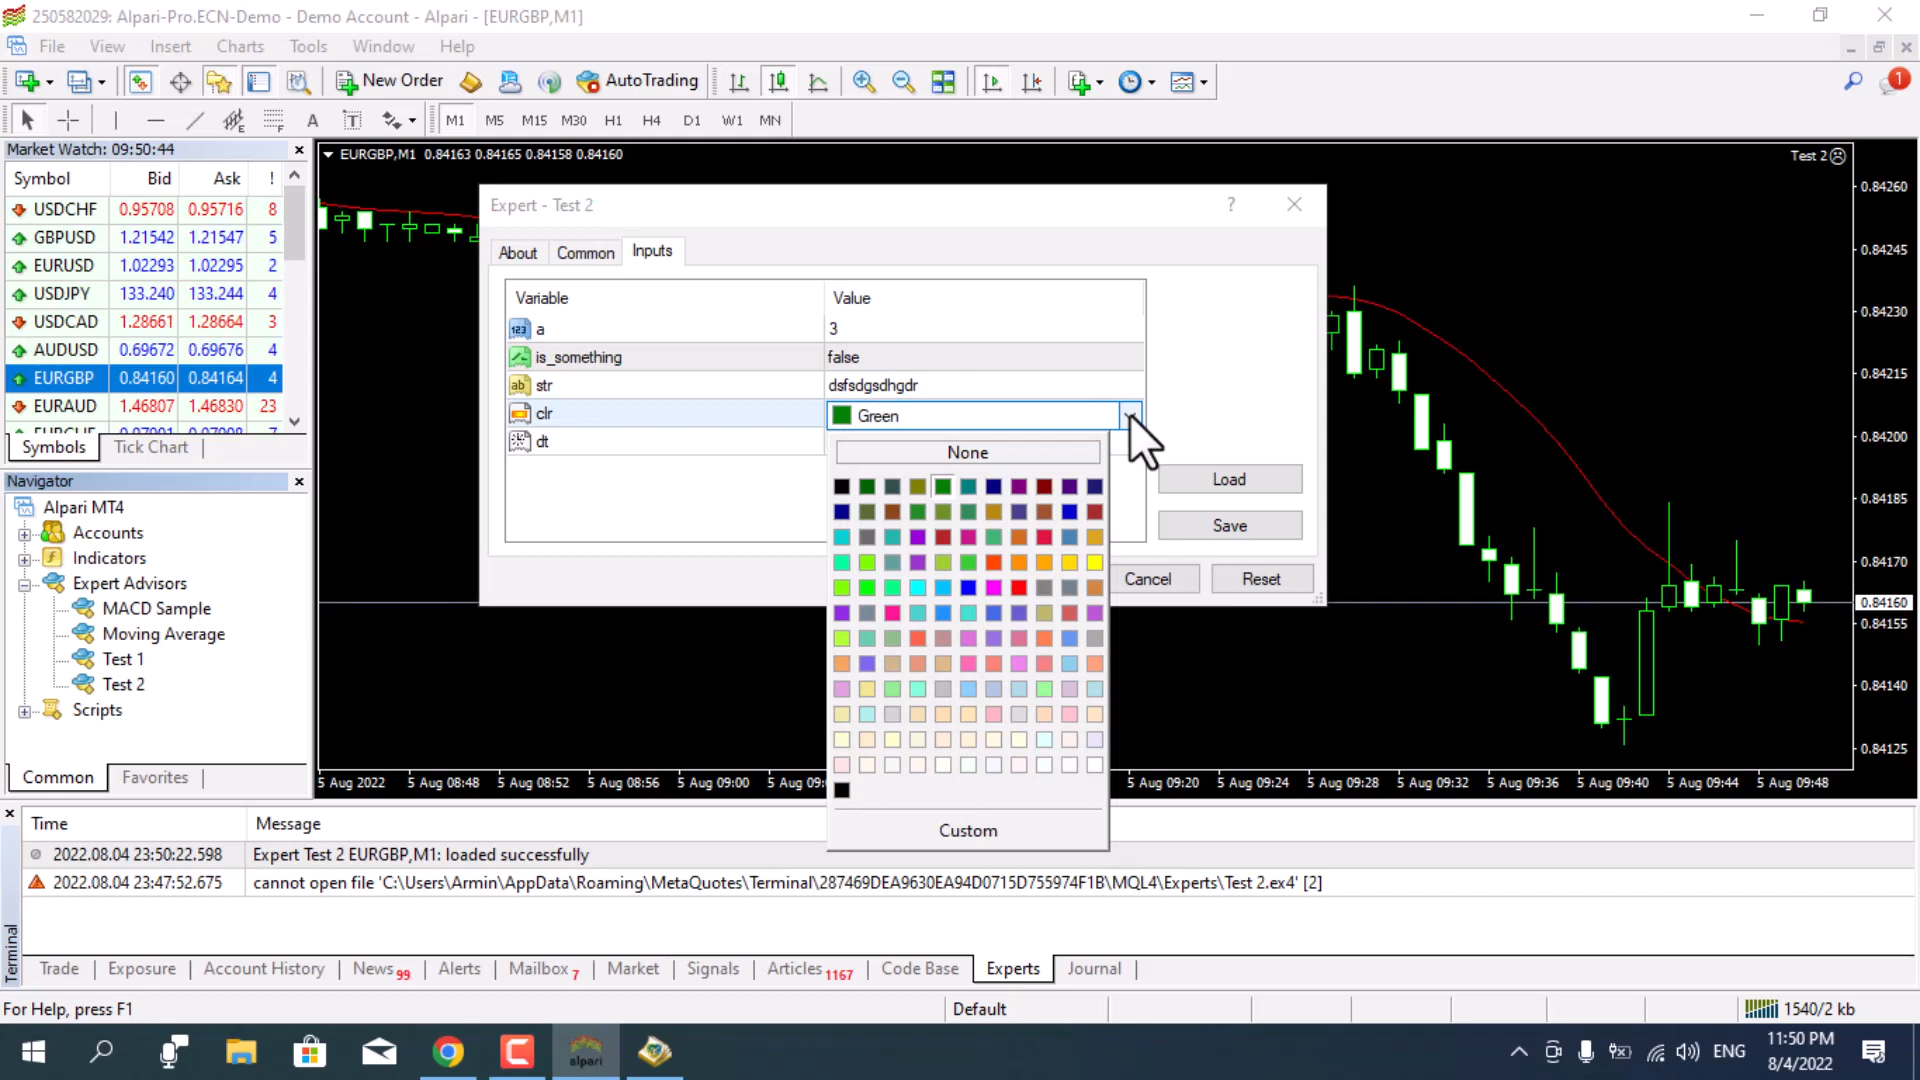 250582029: Alpari-Pro.ECN-Demo - Demo Account - Alpari - [EURGBP,M1]
File View Insert Charts Tools Window Help
New Order AutoTrading 1
A T M1 M5 M15 M30 H1 H4 D1 W1 MN
Market Watch: 09:50:44
Symbol Bid Ask !
USDCHF 0.95708 0.95716 8
GBPUSD 1.21542 1.21547 5
EURUSD 1.02293 1.02295 2
USDJPY 133.240 133.244 4
USDCAD 1.28661 1.28664 3
AUDUSD 0.69672 0.69676 4
EURGBP 0.84160 0.84164 4
EURAUD 1.46807 1.46830 23
Symbols Tick Chart
Navigator
Alpari MT4
Accounts
Indicators
Expert Advisors
MACD Sample
Moving Average
Test 1
Test 2
Scripts
Common Favorites
EURGBP,M1 0.84163 0.84165 0.84158 0.84160
Test 2
0.84260
0.84245
0.84230
0.84215
0.84200
0.84185
0.84170
0.84160
0.84155
0.84140
0.84125
Expert - Test 2
?
About Common Inputs
Variable Value
123 a 3
is_something false
ab str dsfsdgsdhgdr
clr Green
dt
None
Custom
Load
Save
Cancel Reset
5 Aug 2022 5 Aug 08:48 5 Aug 08:52 5 Aug 08:56 5 Aug 09:00 5 Aug 09:20 5 Aug 09:24 5 Aug 09:28 5 Aug 09:32 5 Aug 09:36 5 Aug 09:40 5 Aug 09:44 5 Aug 09:48
Time Message
2022.08.04 23:50:22.598 Expert Test 2 EURGBP,M1: loaded successfully
2022.08.04 23:47:52.675 cannot open file 'C:\Users\Armin\AppData\Roaming\MetaQuotes\Terminal\287469DEA9630EA94D0715D755974F1B\MQL4\Experts\Test 2.ex4' [2]
Terminal
Trade Exposure Account History News 99 Alerts Mailbox 7 Market Signals Articles 1167 Code Base Experts Journal
For Help, press F1 Default 1540/2 kb
alpari ENG 11:50 PM
8/4/2022